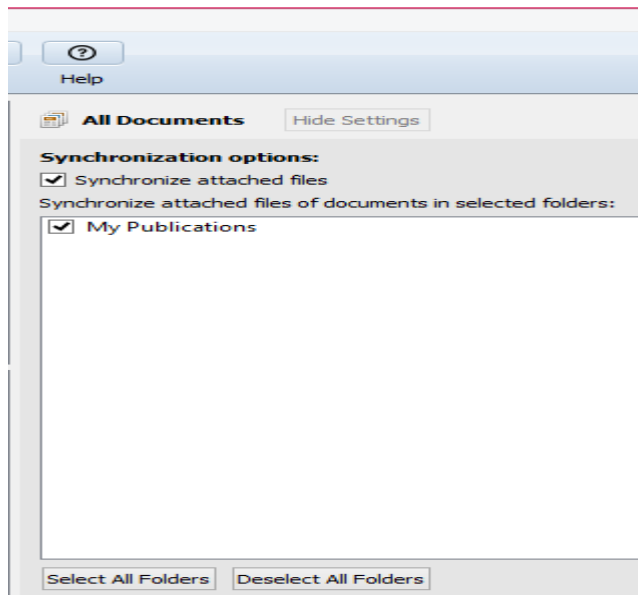 Help
All Documents Hide Settings
Synchronization options:
Synchronize attached files
Synchronize attached files of documents in selected folders:
My Publications
Select All Folders Deselect All Folders